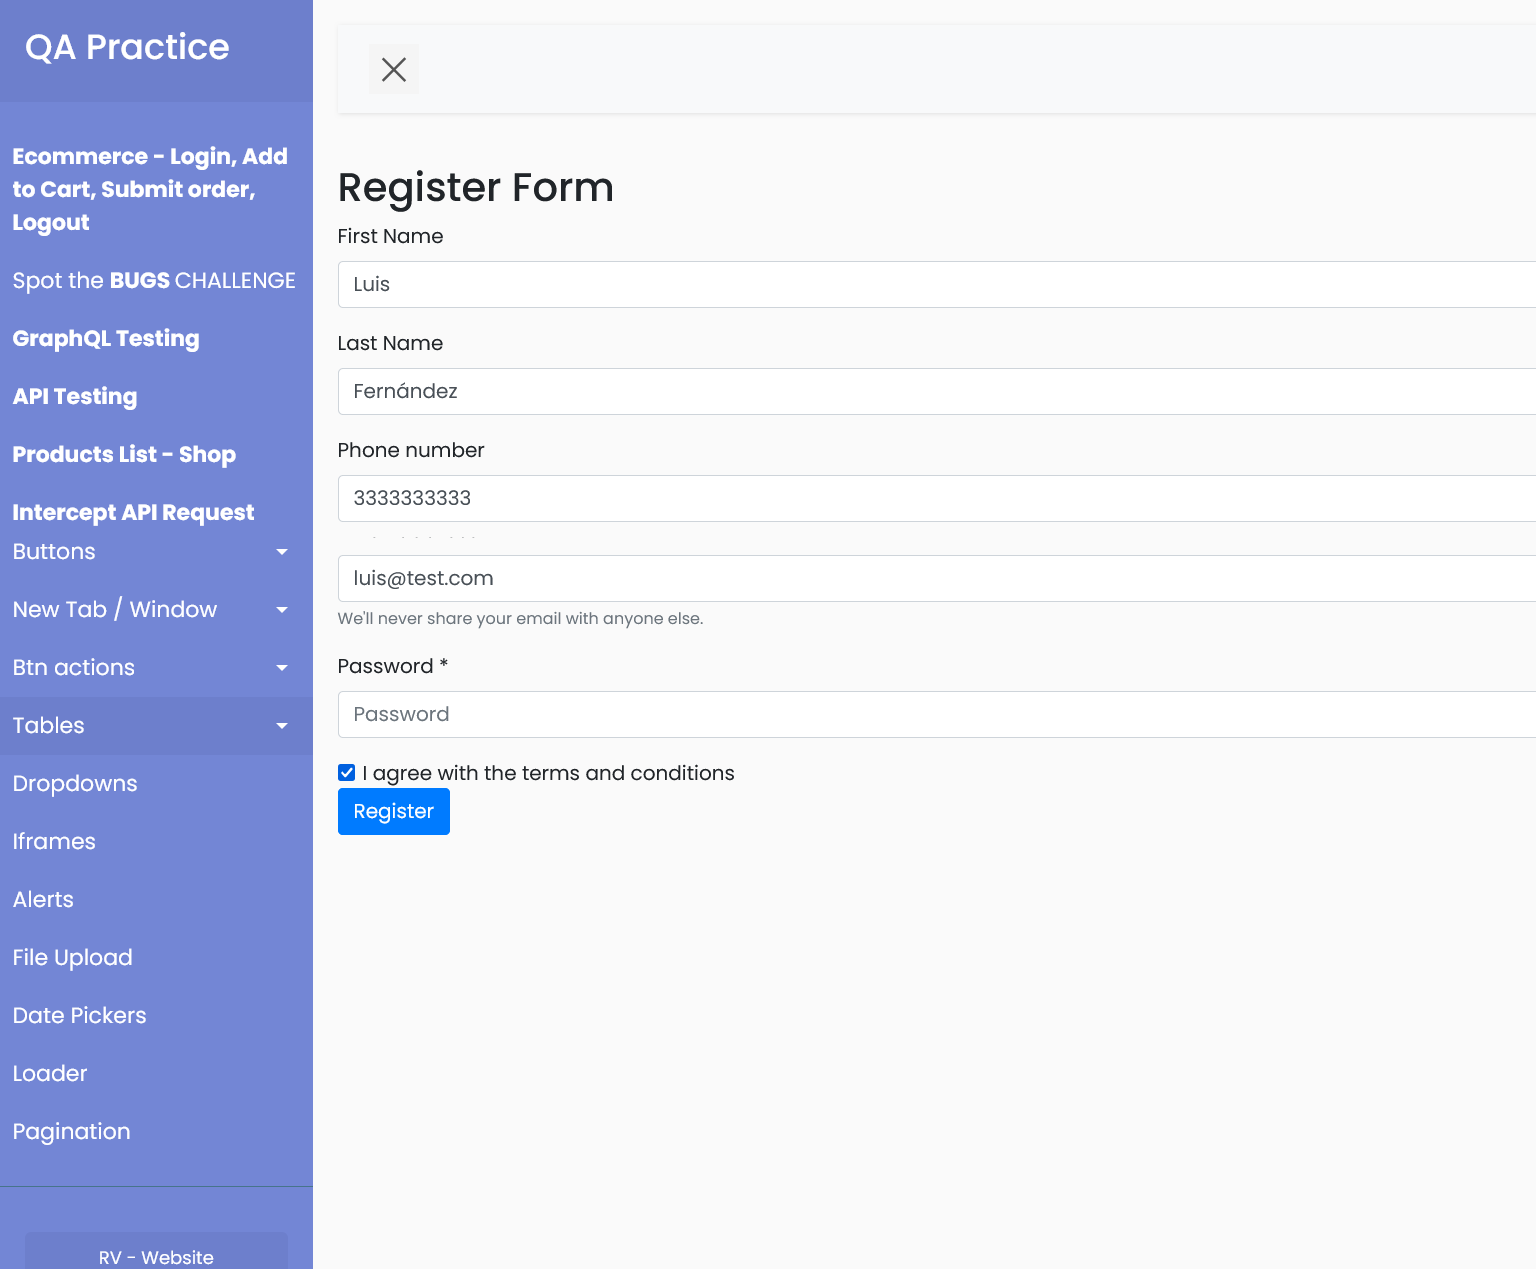 QA Practice
Ecommerce - Login, Add
to Cart, Submit order,
Logout
Spot the BUGS CHALLENGE
GraphQL Testing
API Testing
Products List - Shop
Intercept API Request
Buttons
New Tab / Window
Btn actions
Tables
Dropdowns
Iframes
Alerts
File Upload
Date Pickers
Loader
Pagination
RV - Website
Register Form
First Name
Luis
Last Name
Fernández
Phone number
3333333333
luis@test.com
We'll never share your email with anyone else.
Password *
Password
I agree with the terms and conditions
Register